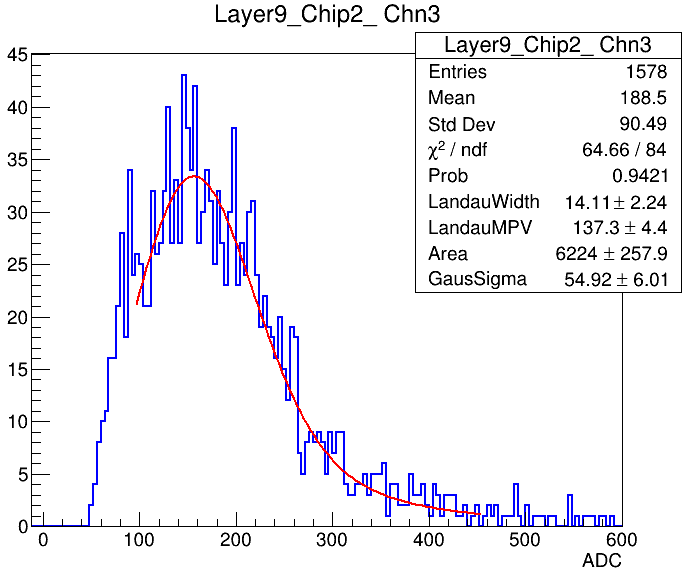 Layer9_Chip2_ Chn3
Layer9_Chip2_ Chn3
Entries 1578
Mean 188.5
Std Dev 90.49
χ² / ndf 64.66 / 84
Prob 0.9421
LandauWidth 14.11 ± 2.24
LandauMPV 137.3 ± 4.4
Area 6224 ± 257.9
GausSigma 54.92 ± 6.01
45
40
35
30
25
20
15
10
5
0
0 100 200 300 400 500 600
ADC